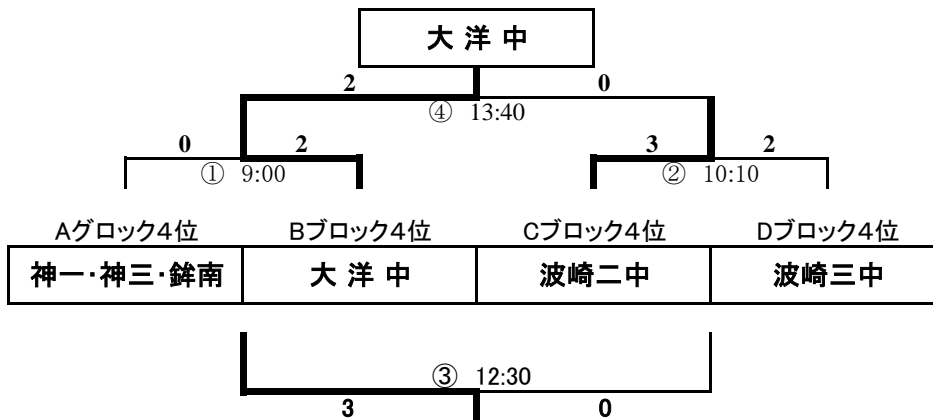 大 洋 中
2 0
④ 13:40
0 2 3 2
① 9:00 ② 10:10
Aグロック4位 Bブロック4位 Cブロック4位 Dブロック4位
神一・神三・鉾南 大 洋 中 波崎二中 波崎三中
③ 12:30
3 0